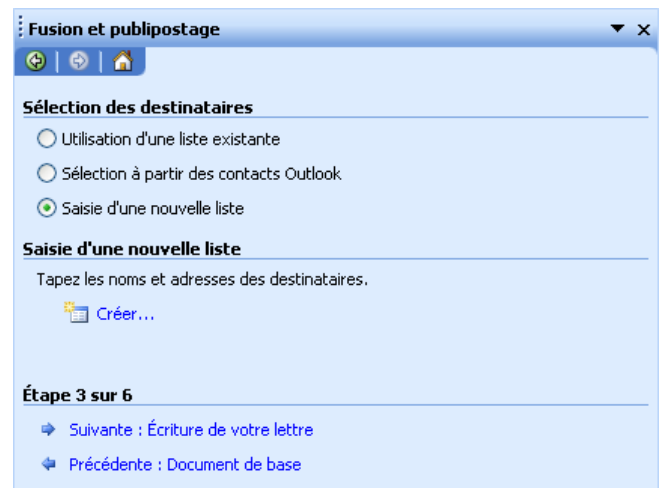 Fusion et publipostage
Sélection des destinataires
Utilisation d'une liste existante
Sélection à partir des contacts Outlook
Saisie d'une nouvelle liste
Saisie d'une nouvelle liste
Tapez les noms et adresses des destinataires.
Créer...
Étape 3 sur 6
Suivante : Écriture de votre lettre
Précédente : Document de base